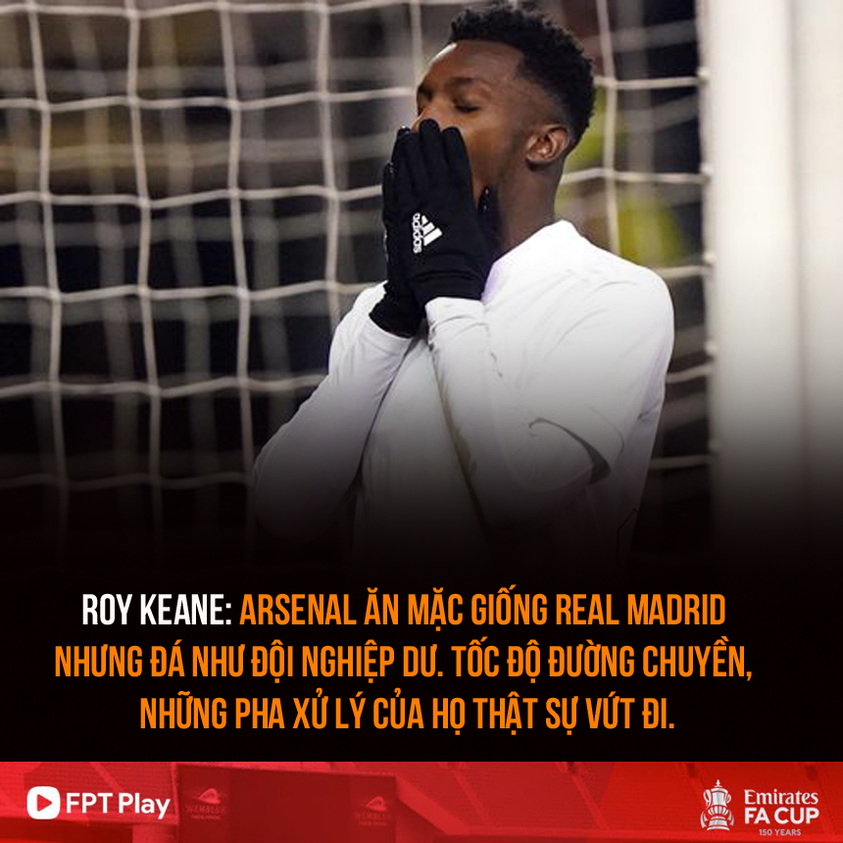 adidas
ROY KEANE: ARSENAL ĂN MẶC GIỐNG REAL MADRID
NHƯNG ĐÁ NHƯ ĐỘI NGHIỆP DƯ. TỐC ĐỘ ĐƯỜNG CHUYỀN,
NHỮNG PHA XỬ LÝ CỦA HỌ THẬT SỰ VỨT ĐI.
FPT Play
WEMBLEY
Emirates
FA CUP
150 YEARS